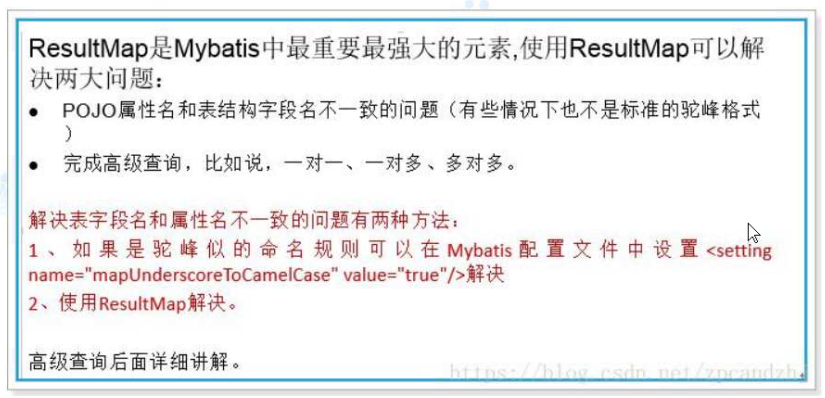 ResultMap是Mybatis中最重要最强大的元素,使用ResultMap可以解
决两大问题：
● POJO属性名和表结构字段名不一致的问题（有些情况下也不是标准的驼峰格式
）
● 完成高级查询，比如说，一对一、一对多、多对多。
解决表字段名和属性名不一致的问题有两种方法：
1、如果是驼峰似的命名规则可以在Mybatis配置文件中设置<setting
name="mapUnderscoreToCamelCase" value="true"/>解决
2、使用ResultMap解决。
高级查询后面详细讲解。
https://blog.csdn.net/zpcandzhj